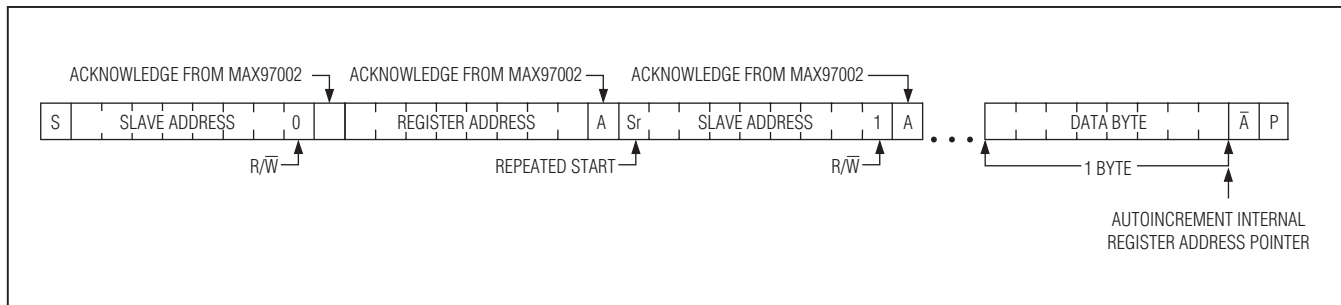 ACKNOWLEDGE FROM MAX97002 ACKNOWLEDGE FROM MAX97002 ACKNOWLEDGE FROM MAX97002
S SLAVE ADDRESS 0 REGISTER ADDRESS A Sr SLAVE ADDRESS 1 A DATA BYTE A̅ P
R/W̅ REPEATED START R/W̅ 1 BYTE
AUTOINCREMENT INTERNAL
REGISTER ADDRESS POINTER